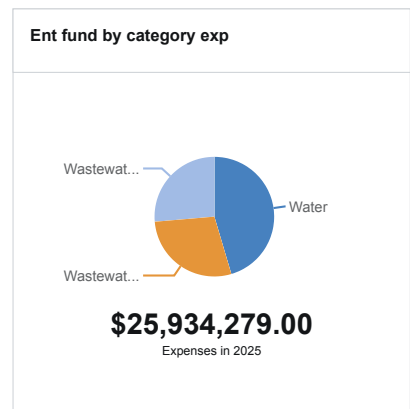 Ent fund by category exp
Wastewat...
Water
Wastewat...
$25,934,279.00
Expenses in 2025